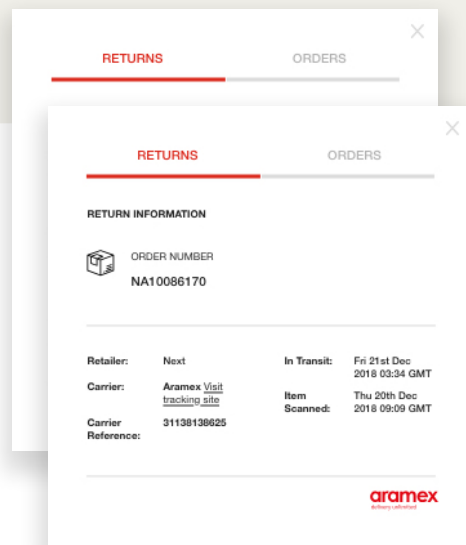 RETURNS ORDERS
RETURNS ORDERS
RETURN INFORMATION
ORDER NUMBER
NA10086170
Retailer: Next
Carrier: Aramex Visit
tracking site
Carrier 31138138625
Reference:
In Transit: Fri 21st Dec
2018 03:34 GMT
Item Thu 20th Dec
Scanned: 2018 09:09 GMT
aramex
delivery unlimited